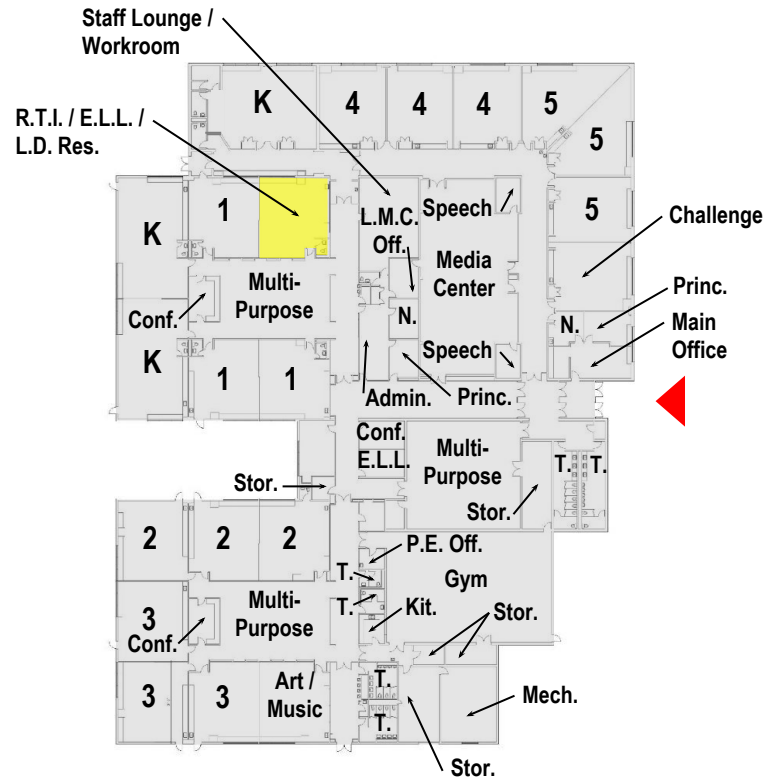 Staff Lounge /
Workroom
K
4
4
4
5
5
R.T.I. / E.L.L. /
L.D. Res.
K
1
Speech
L.M.C.
Off.
5
Challenge
Multi-
Purpose
Media
Center
Conf.
N.
N.
Princ.
Main
Office
K
1
1
Speech
Admin.
Princ.
Conf.
E.L.L.
Multi-
Purpose
T.
T.
Stor.
Stor.
2
2
2
P.E. Off.
T.
Gym
3
Multi-
Purpose
T.
Kit.
Stor.
Conf.
3
3
Art /
Music
T.
Mech.
T.
Stor.